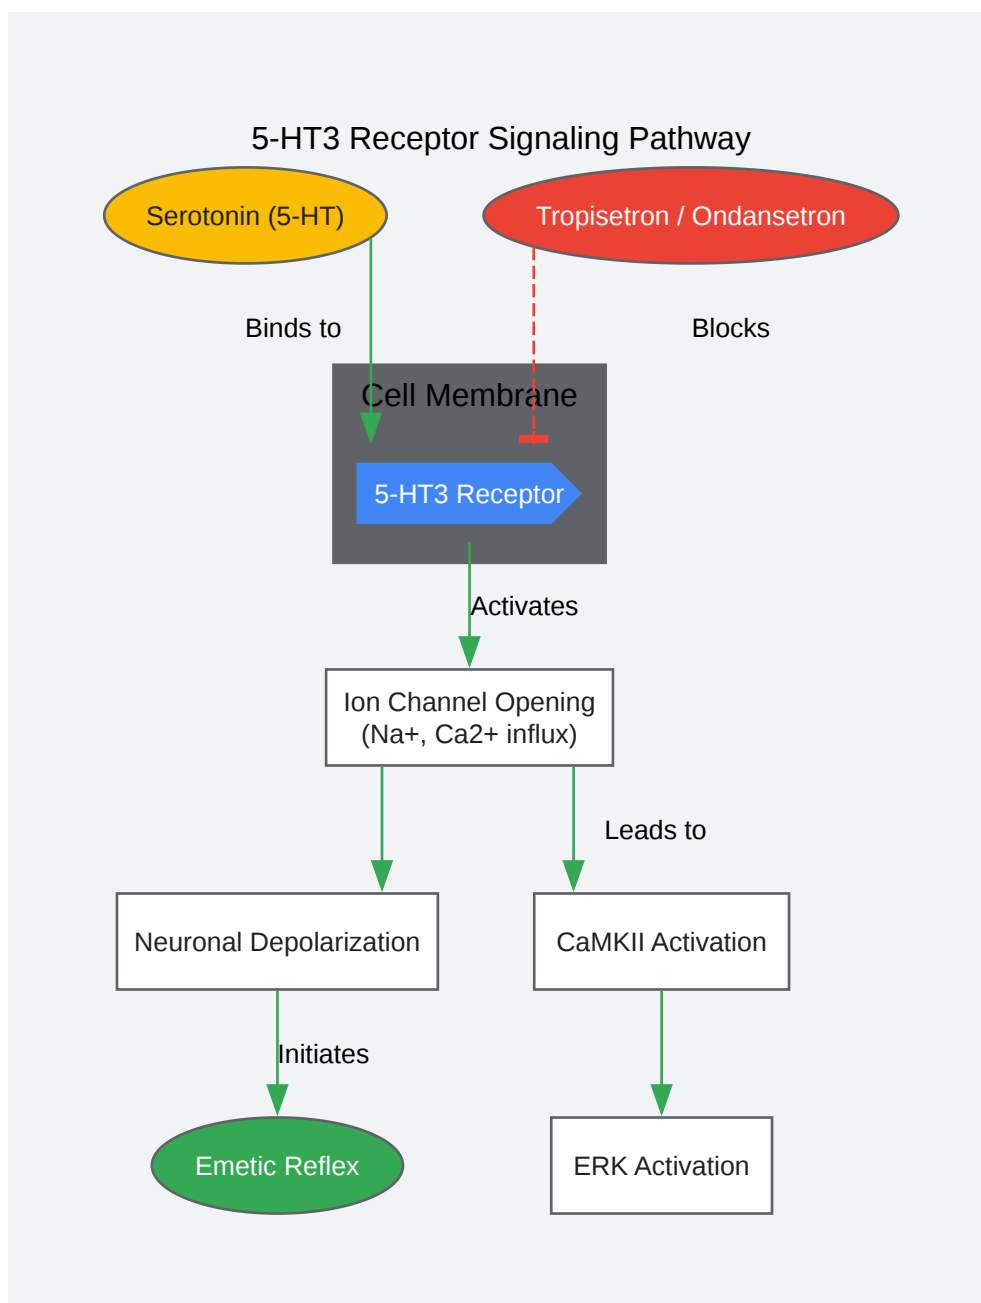 5-HT3 Receptor Signaling Pathway
Serotonin (5-HT)
Tropisetron / Ondansetron
Binds to
Blocks
Cell Membrane
5-HT3 Receptor
Activates
Ion Channel Opening
(Na+, Ca2+ influx)
Leads to
Neuronal Depolarization
CaMKII Activation
Initiates
Emetic Reflex
ERK Activation